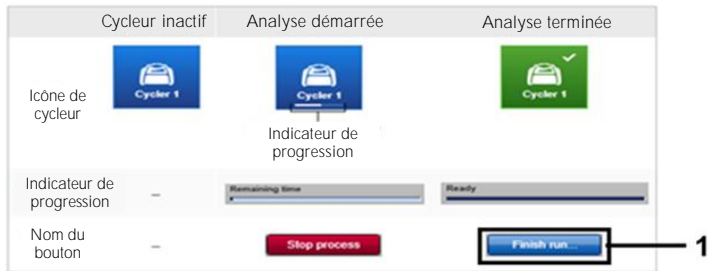 Cycleur inactif Analyse démarrée Analyse terminée
Icône de
cycleur
Cycler 1
Cycler 1
Cycler 1
Indicateur de
progression
Indicateur de
progression
–
Remaining time
Ready
Nom du
bouton
–
Stop process
Finish run...
1